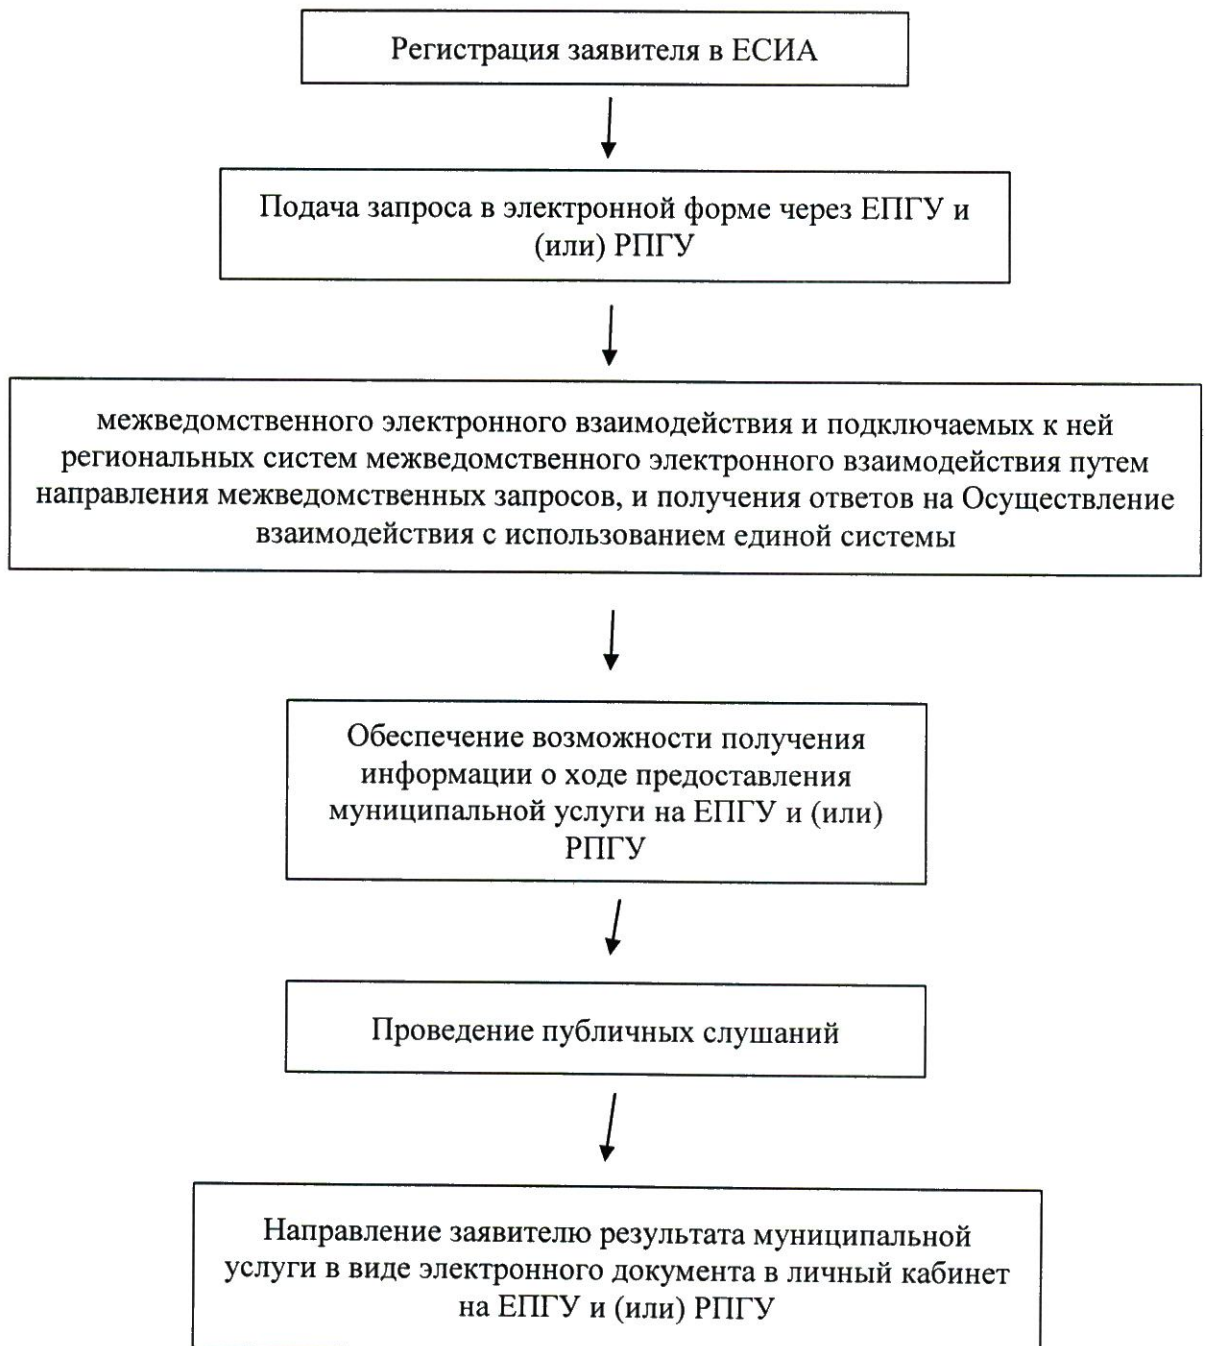 Регистрация заявителя в ЕСИА
Подача запроса в электронной форме через ЕПГУ и
(или) РПГУ
межведомственного электронного взаимодействия и подключаемых к ней
региональных систем межведомственного электронного взаимодействия путем
направления межведомственных запросов, и получения ответов на Осуществление
взаимодействия с использованием единой системы
Обеспечение возможности получения
информации о ходе предоставления
муниципальной услуги на ЕПГУ и (или)
РПГУ
Проведение публичных слушаний
Направление заявителю результата муниципальной
услуги в виде электронного документа в личный кабинет
на ЕПГУ и (или) РПГУ